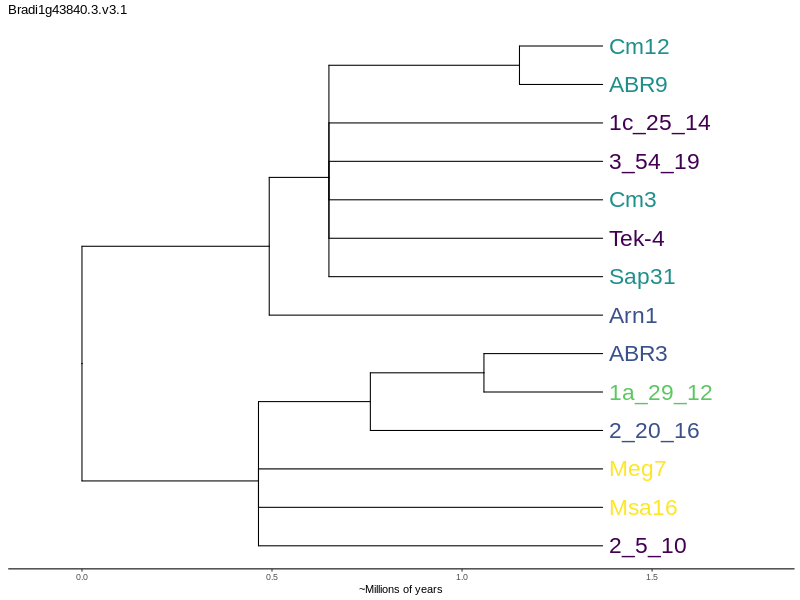 Bradi1g43840.3.v3.1
Cm12
ABR9
1c_25_14
3_54_19
Cm3
Tek-4
Sap31
Arn1
ABR3
1a_29_12
2_20_16
Meg7
Msa16
2_5_10
0.0 0.5 1.0 1.5
~Millions of years